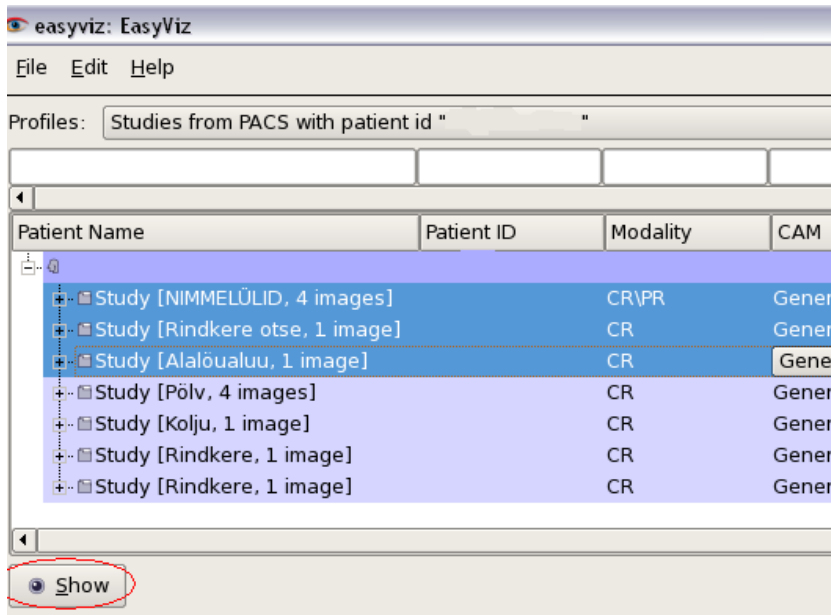 easyviz: EasyViz
File Edit Help
Profiles: Studies from PACS with patient id " "
Patient Name Patient ID Modality CAM
Study [NIMMELÜLID, 4 images] CR\PR Gener
Study [Rindkere otse, 1 image] CR Gener
Study [Alalöualuu, 1 image] CR Gene
Study [Pölv, 4 images] CR Gener
Study [Kolju, 1 image] CR Gener
Study [Rindkere, 1 image] CR Gener
Study [Rindkere, 1 image] CR Gener
Show